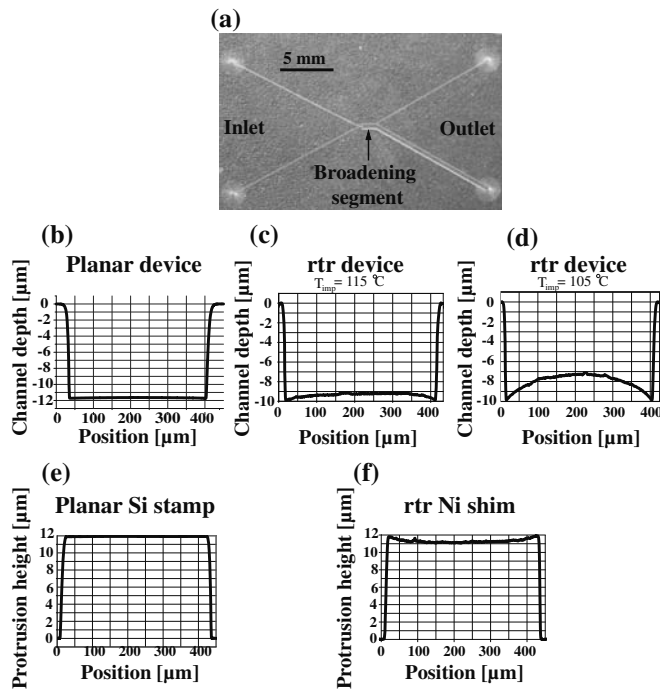 (a)
5 mm
Inlet
Outlet
Broadening
segment
(b)
Planar device
Channel depth [µm]
0
-2
-4
-6
-8
-10
-12
0 100 200 300 400
Position [µm]
(c)
rtr device
T_imp = 115 °C
Channel depth [µm]
0
-2
-4
-6
-8
-10
0 100 200 300 400
Position [µm]
(d)
rtr device
T_imp = 105 °C
Channel depth [µm]
0
-2
-4
-6
-8
-10
0 100 200 300 400
Position [µm]
(e)
Planar Si stamp
Protrusion height [µm]
12
10
8
6
4
2
0
0 100 200 300 400
Position [µm]
(f)
rtr Ni shim
Protrusion height [µm]
12
10
8
6
4
2
0
0 100 200 300 400
Position [µm]